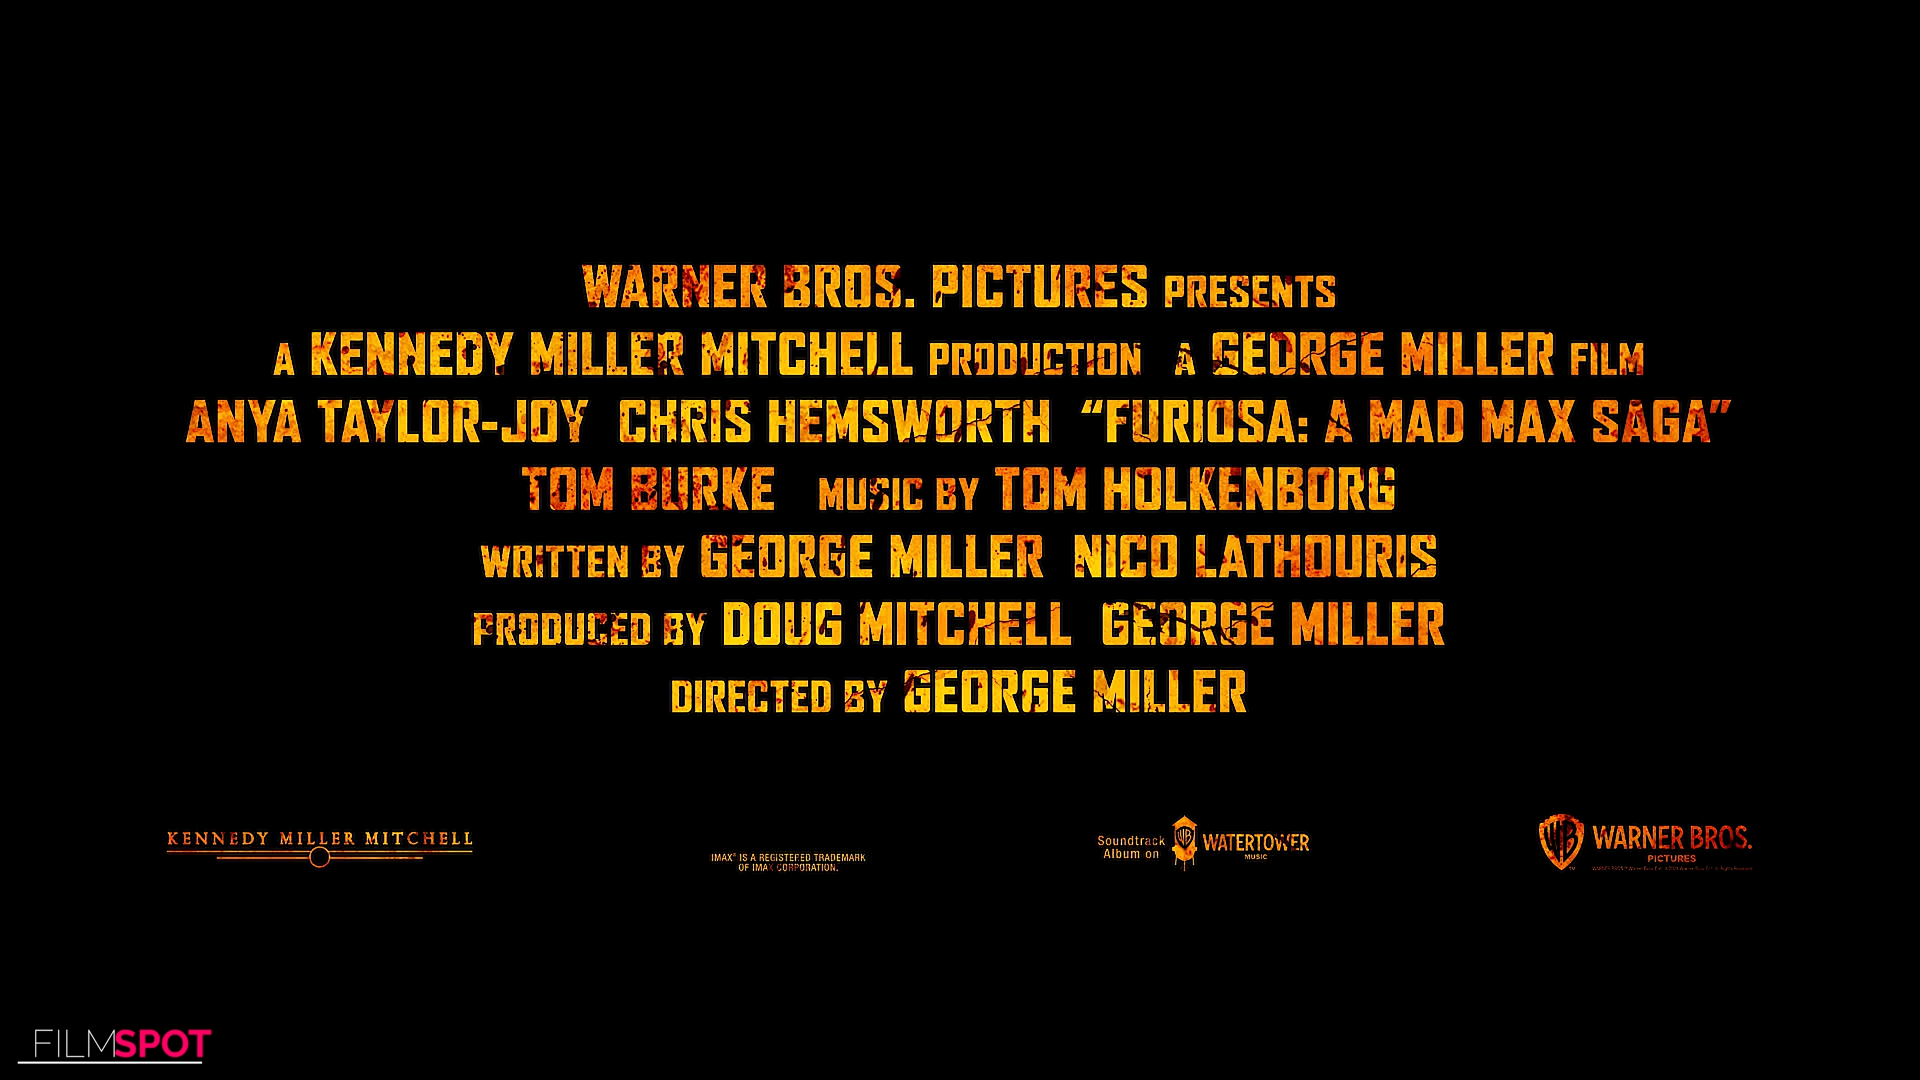 WARNER BROS. PICTURES PRESENTS
A KENNEDY MILLER MITCHELL PRODUCTION A GEORGE MILLER FILM
ANYA TAYLOR-JOY CHRIS HEMSWORTH “FURIOSA: A MAD MAX SAGA”
TOM BURKE MUSIC BY TOM HOLKENBORG
WRITTEN BY GEORGE MILLER NICO LATHOURIS
PRODUCED BY DOUG MITCHELL GEORGE MILLER
DIRECTED BY GEORGE MILLER
KENNEDY MILLER MITCHELL
IMAX® IS A REGISTERED TRADEMARK
OF IMAX CORPORATION.
Soundtrack
Album on
WB
WATERTOWER
MUSIC
WB
WARNER BROS.
PICTURES
TM
FILMSPOT